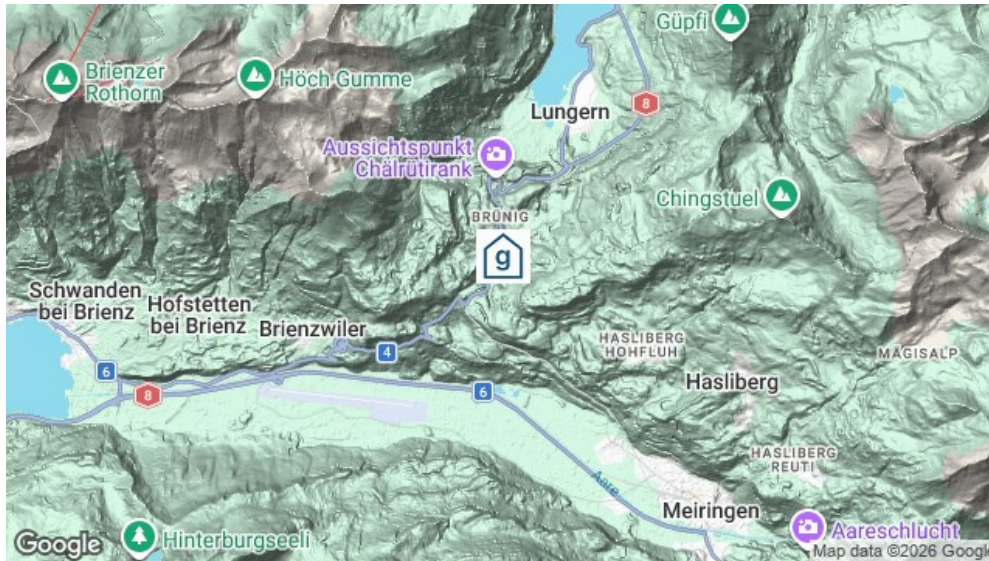 Güpfi
Brienzer
Rothorn
Höch Gumme
8
Lungern
Aussichtspunkt
Chälrütirank
Chingstuel
BRÜNIG
g
Schwanden
bei Brienz
Hofstetten
bei Brienz
Brienzwiler
HASLIBERG
HOHFLUH
MÄGISALP
4
6
8
6
Hasliberg
HASLIBERG
REUTI
Aare
Meiringen
Aareschlucht
Hinterburgseeli
Google
Map data ©2026 Google